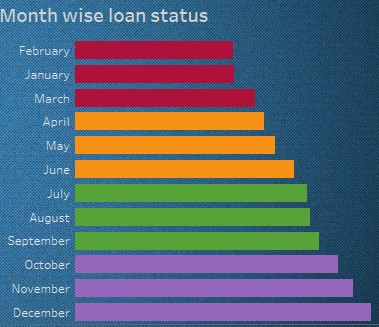 Month wise loan status
February
January
March
April
May
June
July
August
September
October
November
December